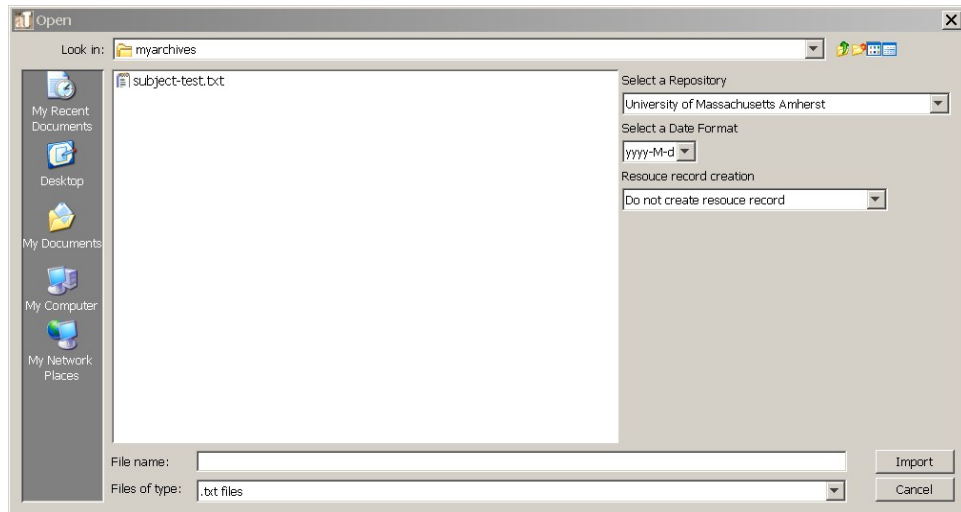 aT Open
Look in: myarchives
My Recent
Documents
Desktop
My Documents
My Computer
My Network
Places
subject-test.txt
Select a Repository
University of Massachusetts Amherst
Select a Date Format
yyyy-M-d
Resouce record creation
Do not create resouce record
File name:
Import
Files of type: .txt files
Cancel